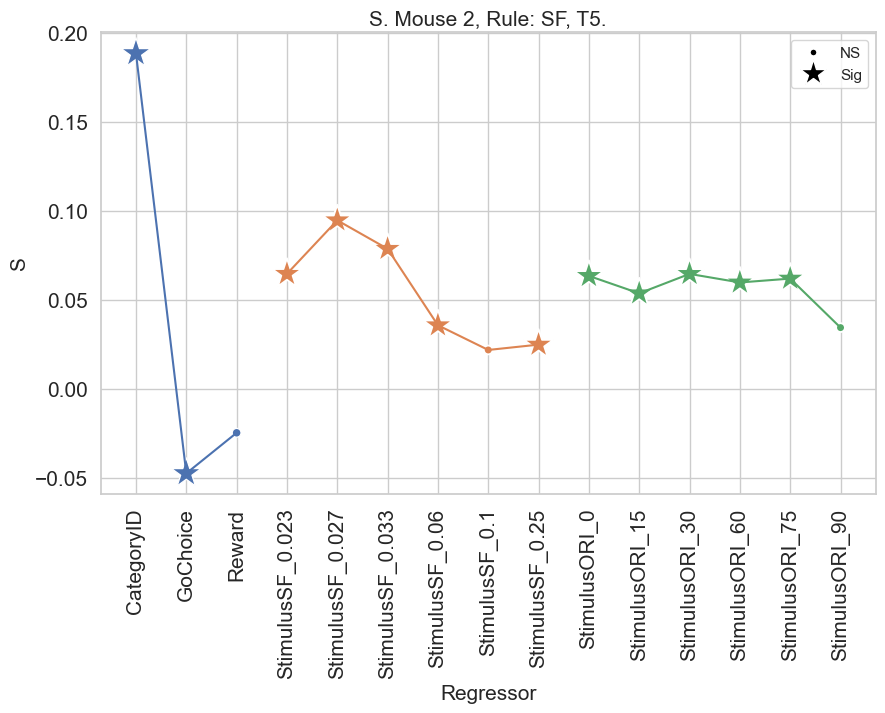 S. Mouse 2, Rule: SF, T5.
NS
Sig
0.20
0.15
0.10
0.05
0.00
−0.05
S
CategoryID
GoChoice
Reward
StimulusSF_0.023
StimulusSF_0.027
StimulusSF_0.033
StimulusSF_0.06
StimulusSF_0.1
StimulusSF_0.25
StimulusORI_0
StimulusORI_15
StimulusORI_30
StimulusORI_60
StimulusORI_75
StimulusORI_90
Regressor